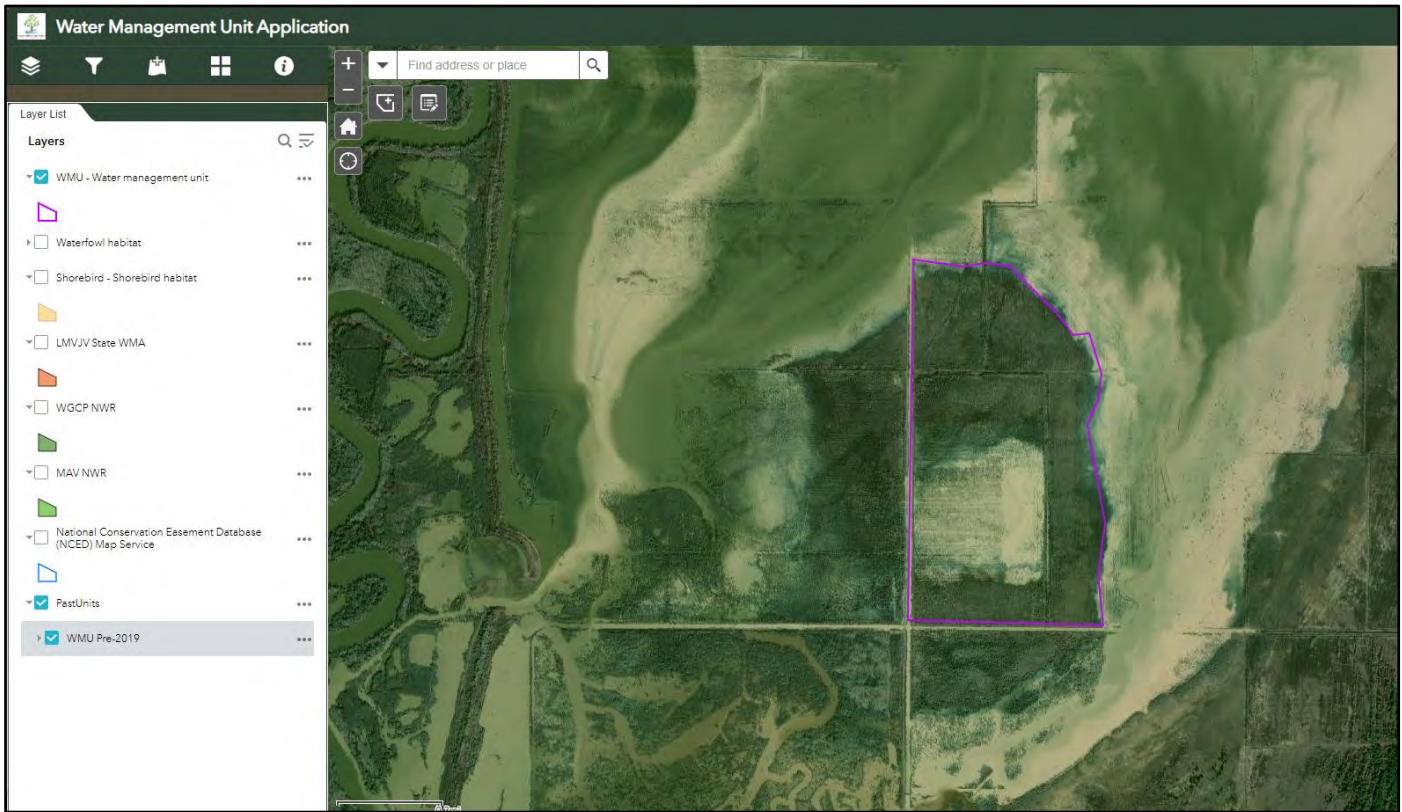 Water Management Unit Application
Find address or place
Layer List
Layers
WMU - Water management unit
Waterfowl habitat
Shorebird - Shorebird habitat
LMVJV State WMA
WGCP NWR
MAV NWR
National Conservation Easement Database
(NCED) Map Service
PastUnits
WMU Pre-2019